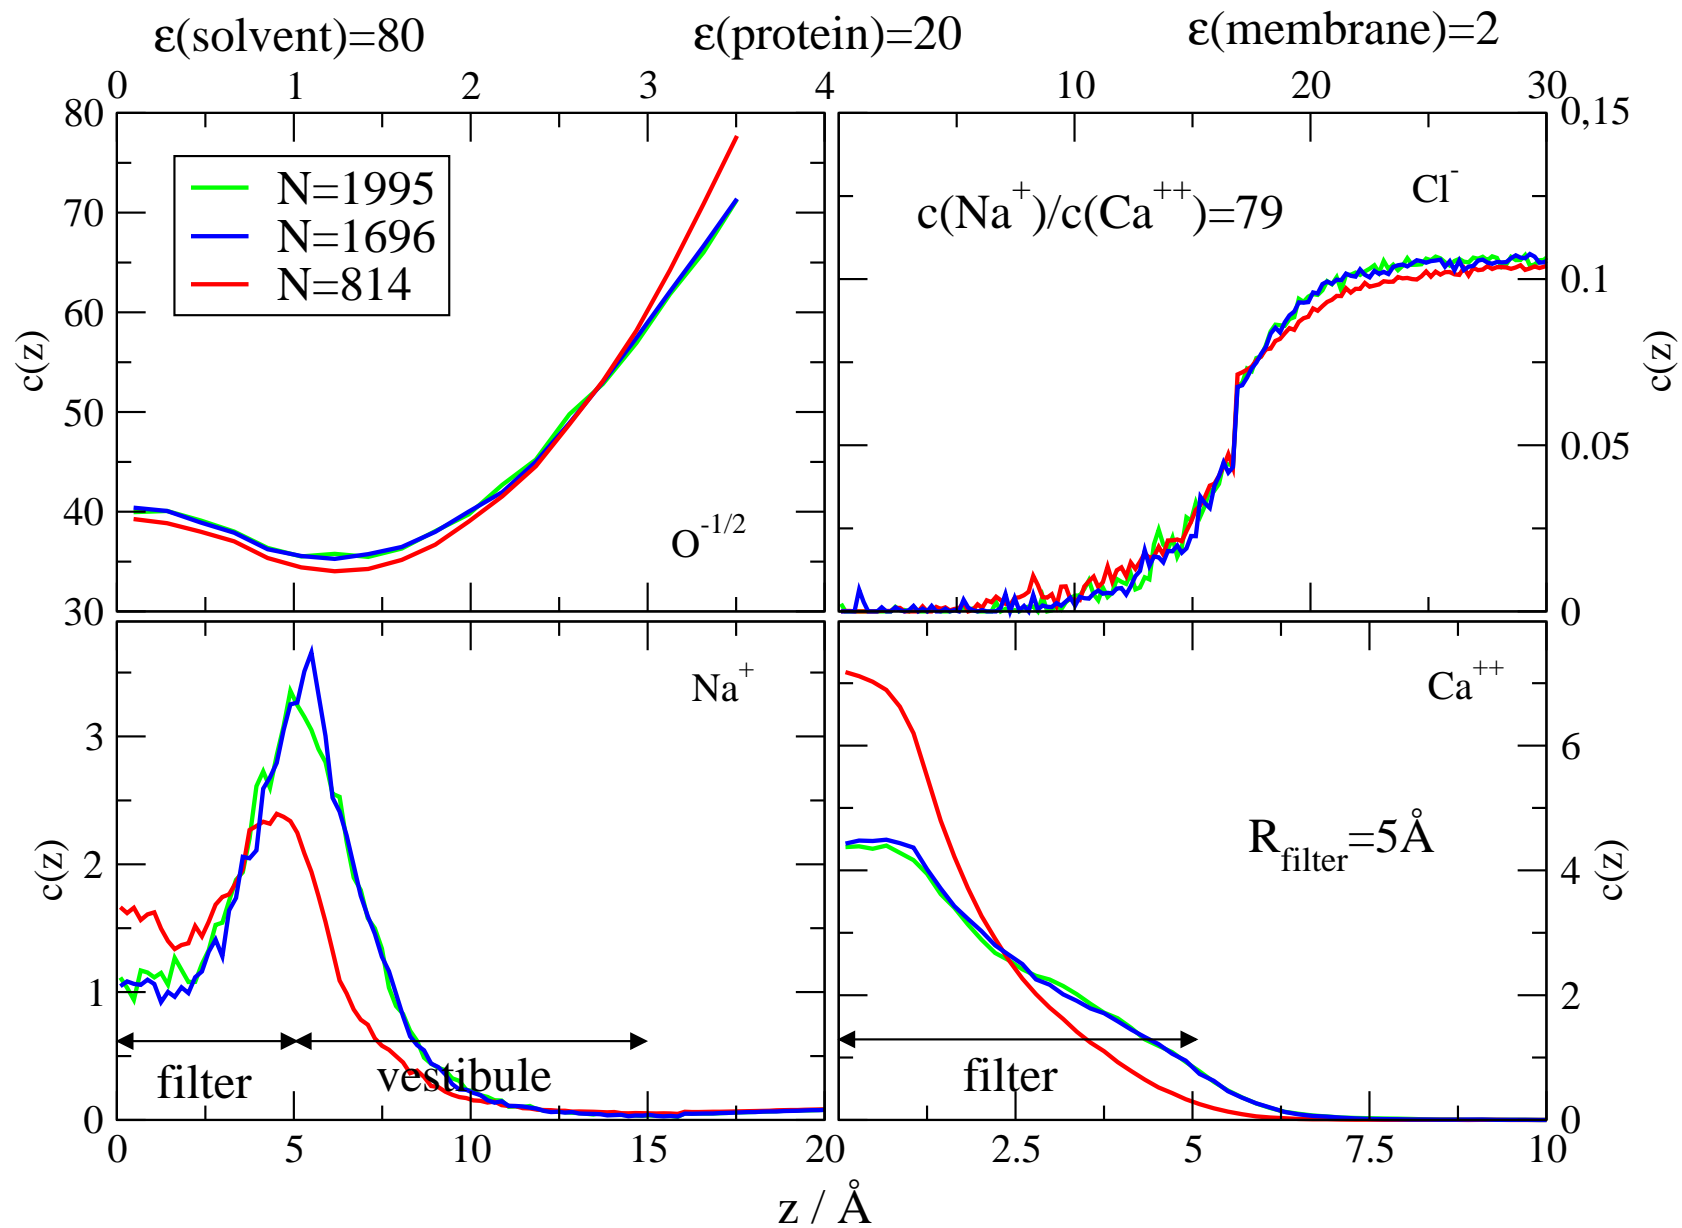 ε(solvent)=80 ε(protein)=20 ε(membrane)=2
0 1 2 3 4 10 20 30
80 0,15
N=1995 Cl⁻
70 c(Na⁺)/c(Ca⁺⁺)=79
N=1696
N=814
60 0.1
c(z) c(z)
50
0.05
40 O⁻¹/²
30 0
Na⁺ Ca⁺⁺
3 6
R_filter=5Å
c(z) c(z)
2 4
1 2
filter vestibule filter
0 0
0 5 10 15 20 2.5 5 7.5 10
z / Å